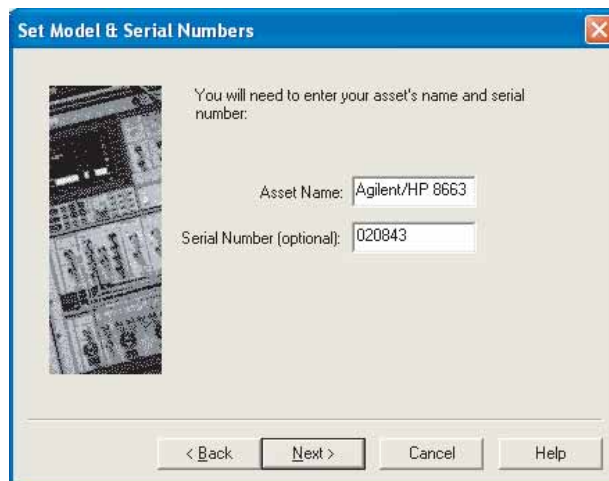 Set Model & Serial Numbers
You will need to enter your asset's name and serial
number:
Asset Name: Agilent/HP 8663
Serial Number (optional): 020843
< Back Next > Cancel Help